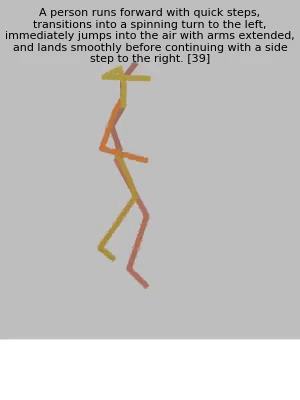 A person runs forward with quick steps,
transitions into a spinning turn to the left,
immediately jumps into the air with arms extended,
and lands smoothly before continuing with a side
step to the right. [39]